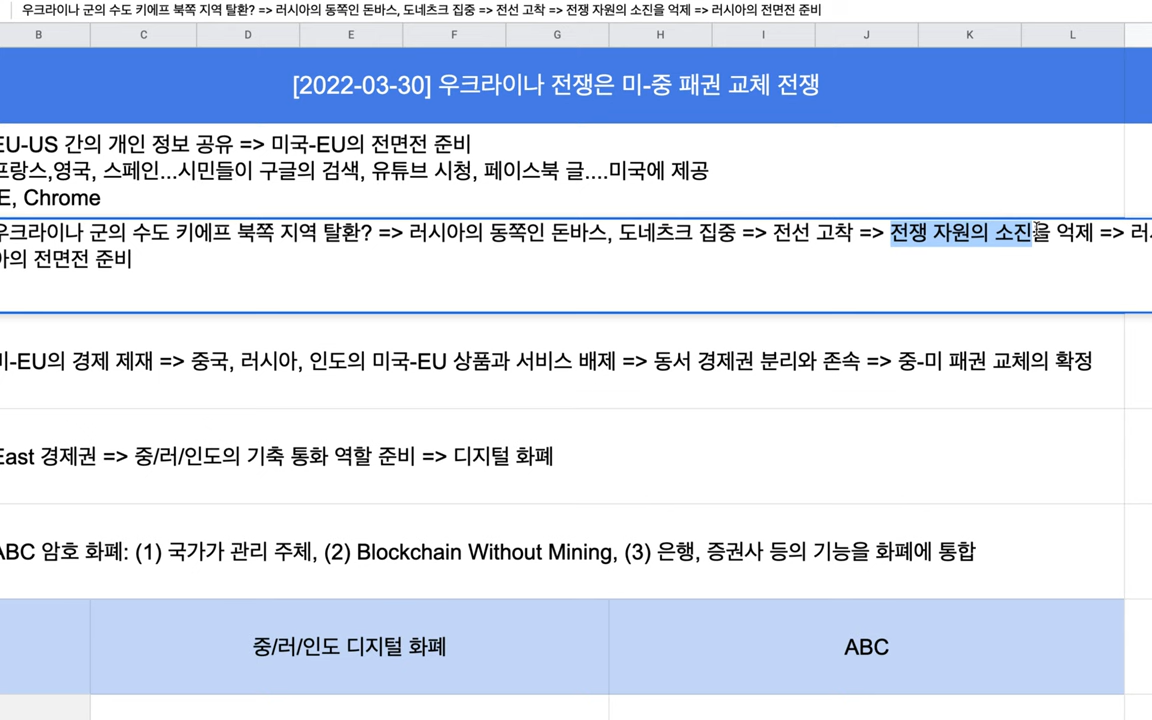 우크라이나 군의 수도 키에프 북쪽 지역 탈환? => 러시아의 동쪽인 돈바스, 도네츠크 집중 => 전선 고착 => 전쟁 자원의 소진을 억제 => 러시아의 전면전 준비
B C D E F G H I J K L
[2022-03-30] 우크라이나 전쟁은 미-중 패권 교체 전쟁
EU-US 간의 개인 정보 공유 => 미국-EU의 전면전 준비
프랑스,영국, 스페인...시민들이 구글의 검색, 유튜브 시청, 페이스북 글....미국에 제공
E, Chrome
우크라이나 군의 수도 키에프 북쪽 지역 탈환? => 러시아의 동쪽인 돈바스, 도네츠크 집중 => 전선 고착 => 전쟁 자원의 소진을 억제 => 러
아의 전면전 준비
미-EU의 경제 제재 => 중국, 러시아, 인도의 미국-EU 상품과 서비스 배제 => 동서 경제권 분리와 존속 => 중-미 패권 교체의 확정
East 경제권 => 중/러/인도의 기축 통화 역할 준비 => 디지털 화폐
ABC 암호 화폐: (1) 국가가 관리 주체, (2) Blockchain Without Mining, (3) 은행, 증권사 등의 기능을 화폐에 통합
중/러/인도 디지털 화폐 ABC